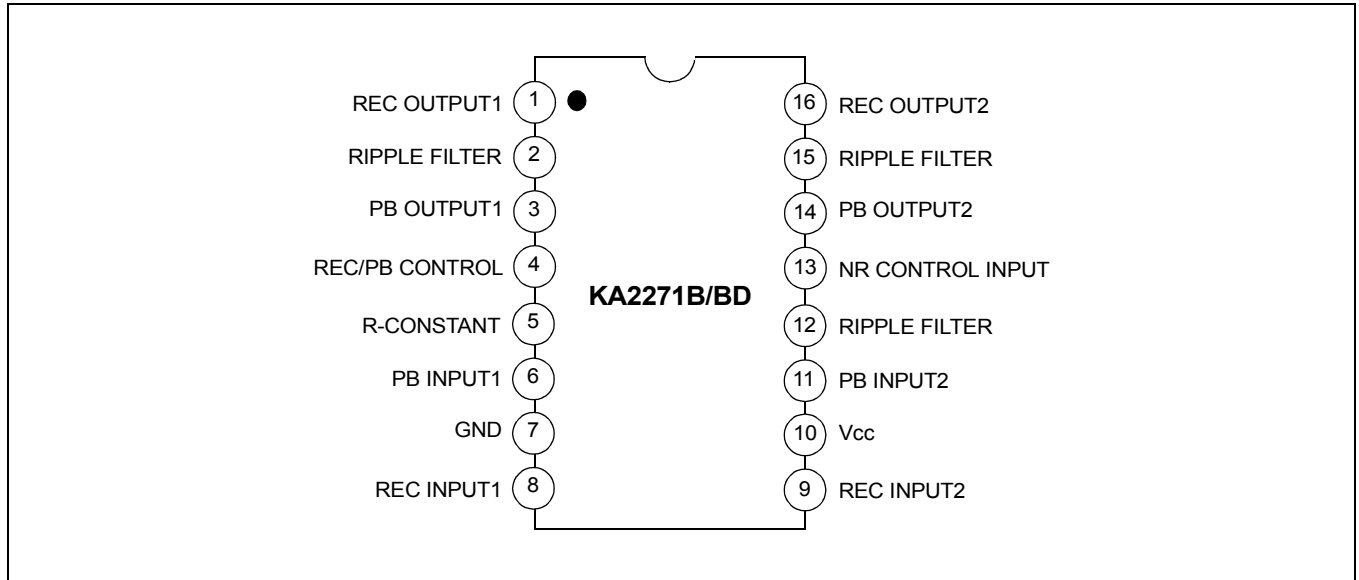 REC OUTPUT1 1 16 REC OUTPUT2
RIPPLE FILTER 2 15 RIPPLE FILTER
PB OUTPUT1 3 14 PB OUTPUT2
REC/PB CONTROL 4 13 NR CONTROL INPUT
KA2271B/BD
R-CONSTANT 5 12 RIPPLE FILTER
PB INPUT1 6 11 PB INPUT2
GND 7 10 Vcc
REC INPUT1 8 9 REC INPUT2